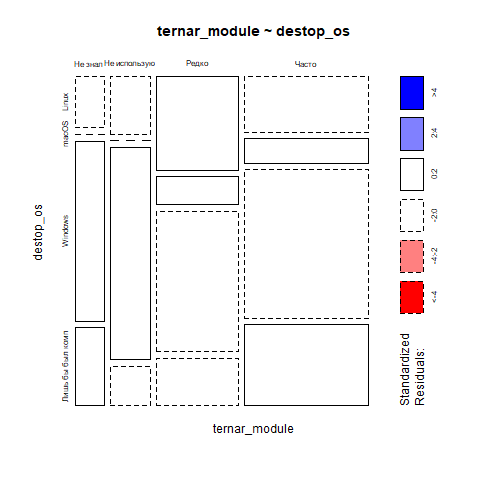 ternar_module ~ destop_os
Не знал Не использую Редко Часто
Linux
macOS
Windows
Лишь бы был комп
destop_os
ternar_module
Standardized
Residuals:
<-4
-4:-2
-2:0
0:2
2:4
>4